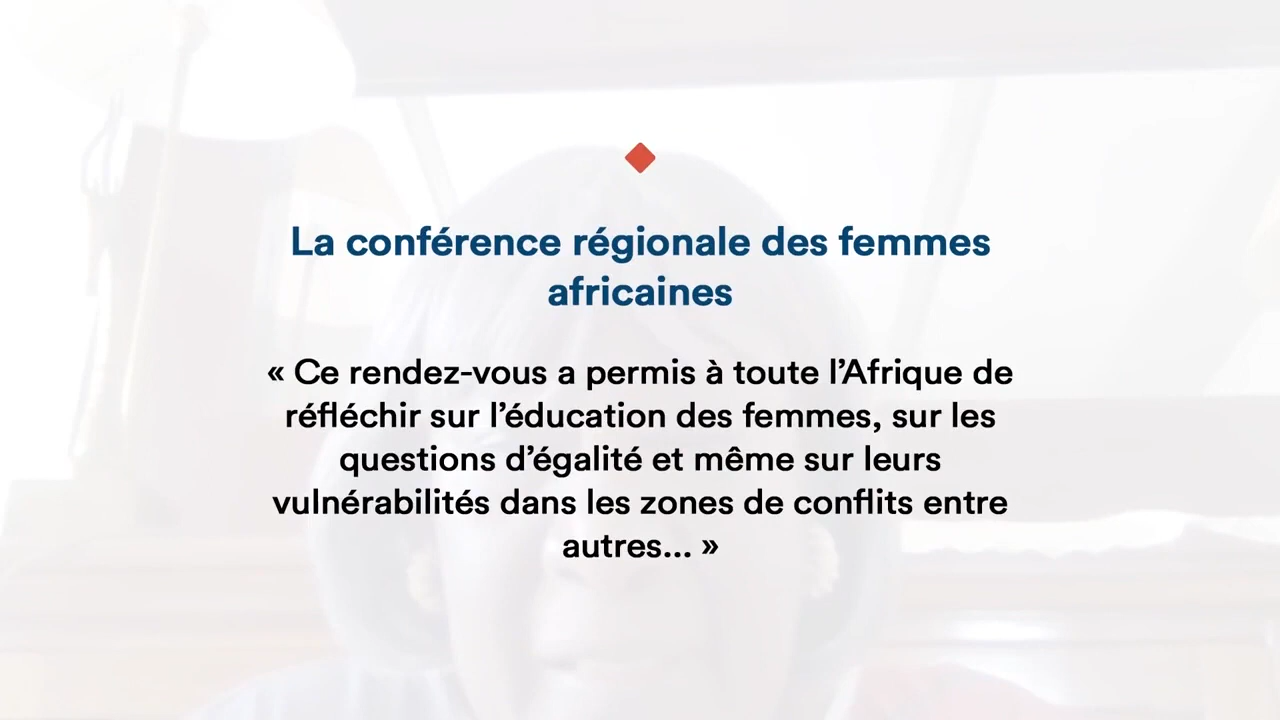 La conférence régionale des femmes
africaines
« Ce rendez-vous a permis à toute l’Afrique de
réfléchir sur l’éducation des femmes, sur les
questions d’égalité et même sur leurs
vulnérabilités dans les zones de conflits entre
autres... »